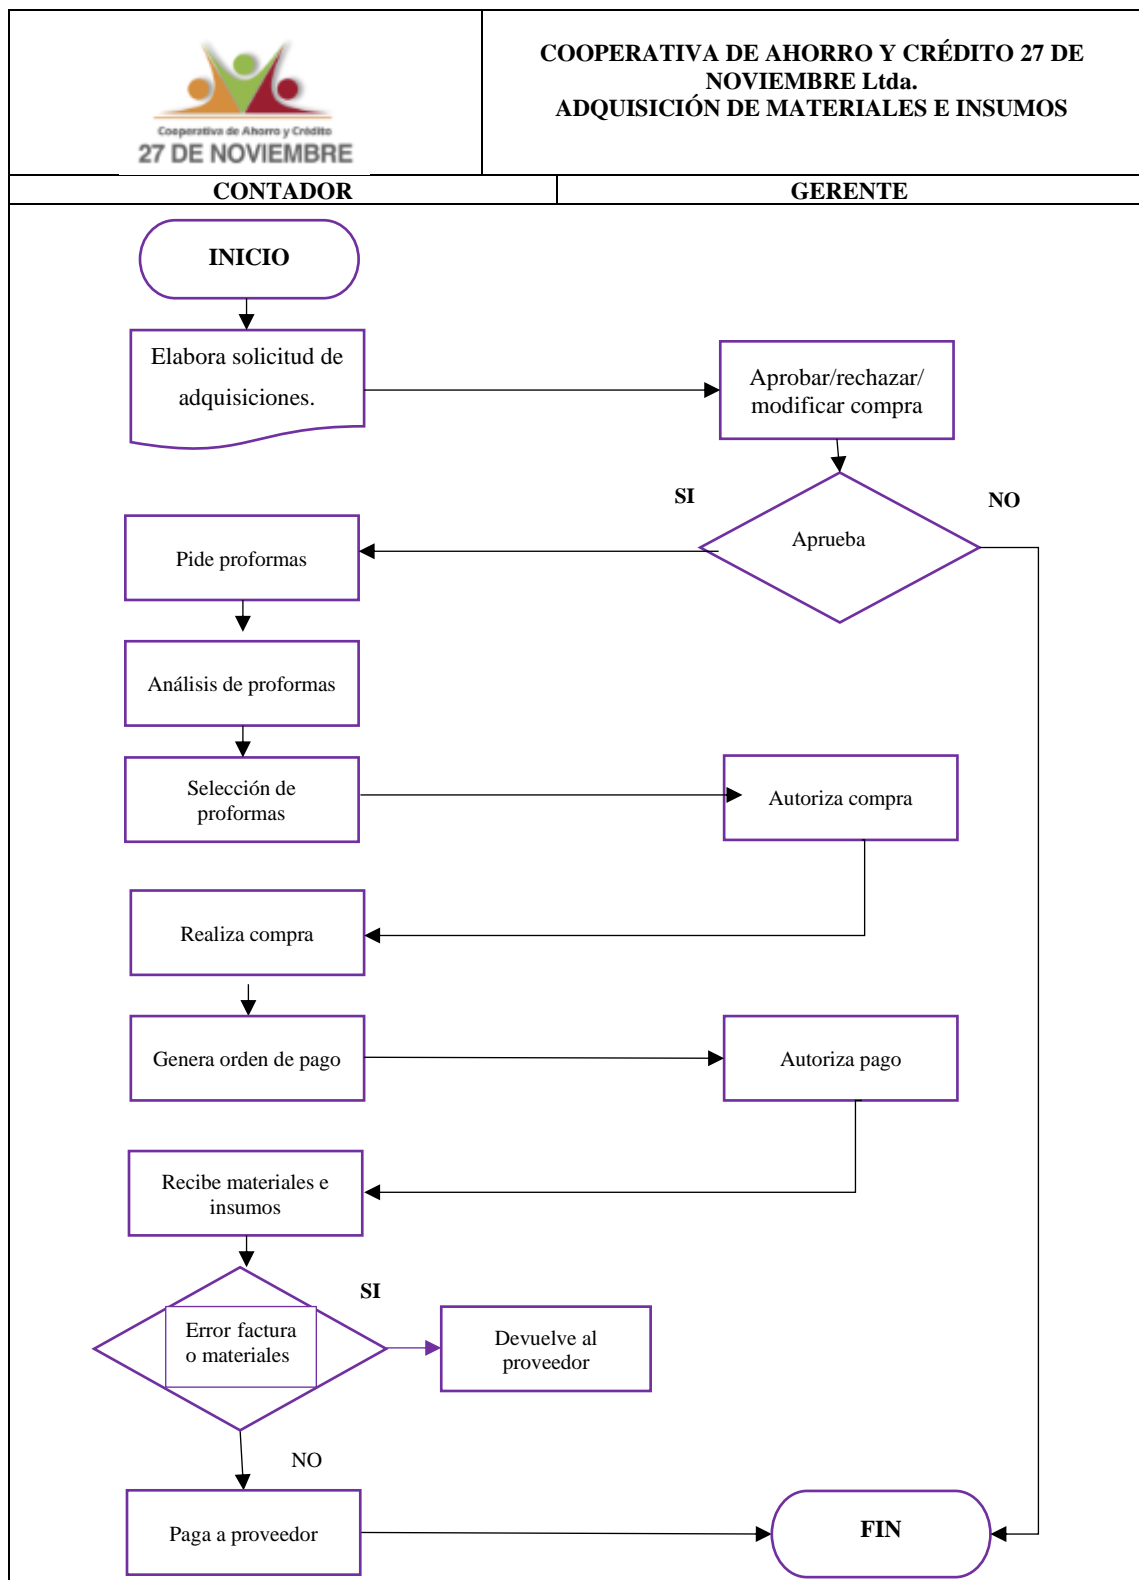 Cooperativa de Ahorro y Crédito
27 DE NOVIEMBRE
COOPERATIVA DE AHORRO Y CRÉDITO 27 DE
NOVIEMBRE Ltda.
ADQUISICIÓN DE MATERIALES E INSUMOS
CONTADOR
GERENTE
INICIO
Elabora solicitud de
adquisiciones.
Aprobar/rechazar/
modificar compra
SI
NO
Aprueba
Pide proformas
Análisis de proformas
Selección de
proformas
Autoriza compra
Realiza compra
Genera orden de pago
Autoriza pago
Recibe materiales e
insumos
SI
Error factura
o materiales
Devuelve al
proveedor
NO
Paga a proveedor
FIN